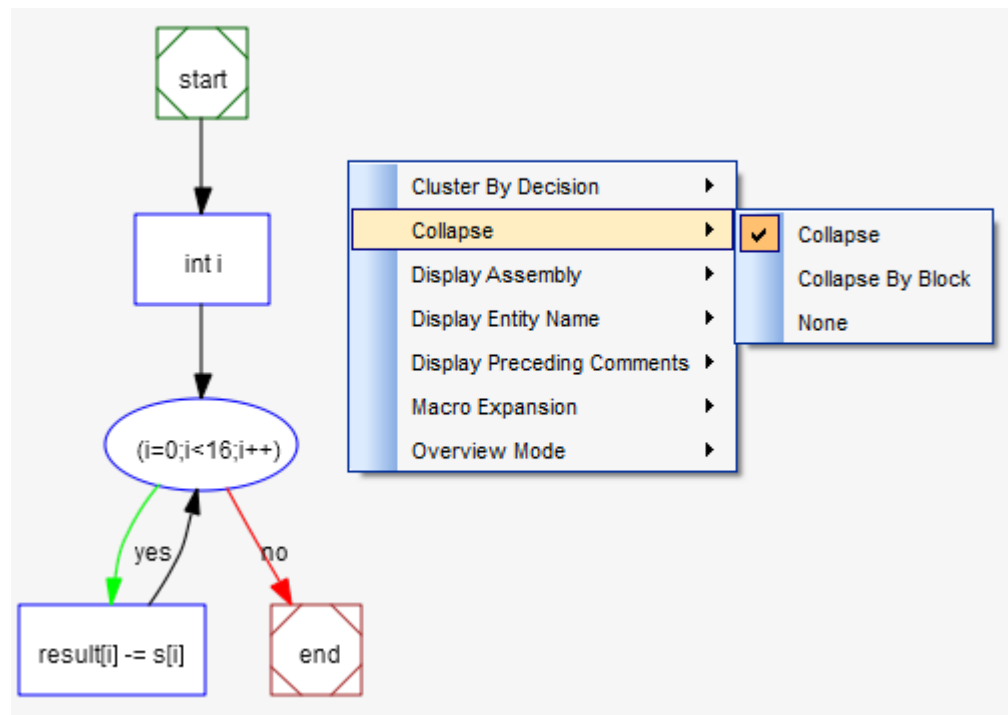 start
int i
(i=0;i<16;i++)
yes
no
result[i] -= s[i]
end
Cluster By Decision
Collapse
Display Assembly
Display Entity Name
Display Preceding Comments
Macro Expansion
Overview Mode
Collapse
Collapse By Block
None